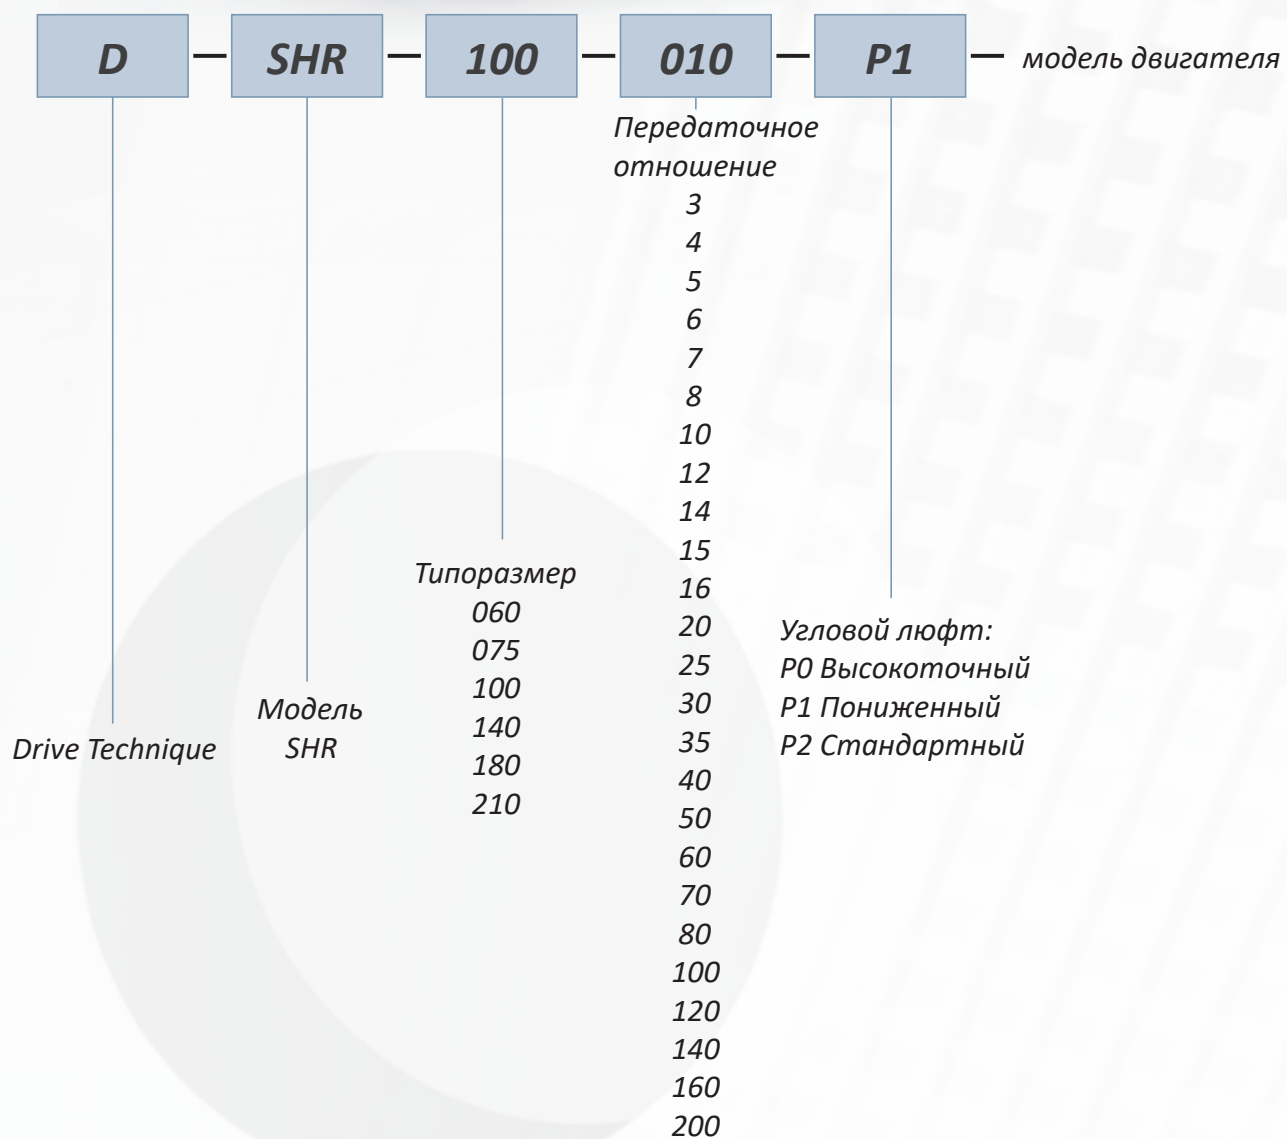 D — SHR — 100 — 010 — P1 — модель двигателя
Передаточное
отношение
3
4
5
6
7
8
10
12
14
15
16
20
25
30
35
40
50
60
70
80
100
120
140
160
200
Типоразмер
060
075
100
140
180
210
Угловой люфт:
P0 Высокоточный
P1 Пониженный
P2 Стандартный
Модель
SHR
Drive Technique